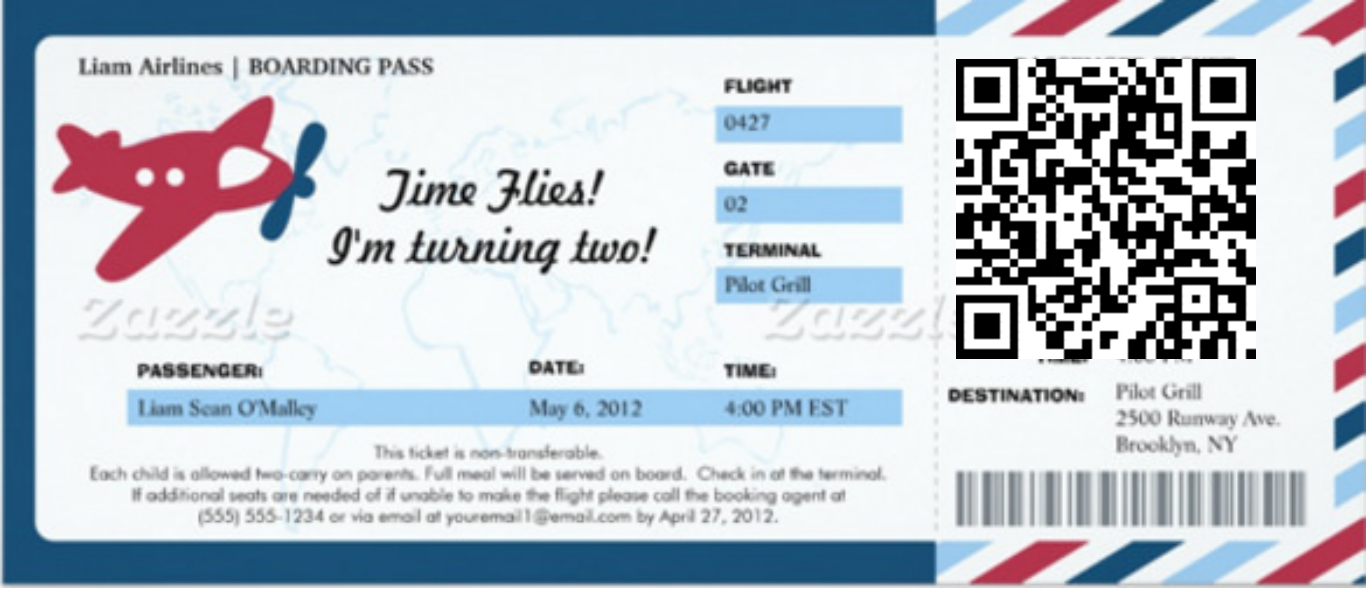 Liam Airlines | BOARDING PASS
Time Flies!
I'm turning two!
FLIGHT
0427
GATE
02
TERMINAL
Pilot Grill
Zazzle
Zazzle
PASSENGER:
Liam Sean O'Malley
DATE:
May 6, 2012
TIME:
4:00 PM EST
This ticket is non-transferable.
Each child is allowed two-carry on parents. Full meal will be served on board. Check in at the terminal.
If additional seats are needed of if unable to make the flight please call the booking agent at
(555) 555-1234 or via email at youremail1@email.com by April 27, 2012.
DESTINATION:
Pilot Grill
2500 Runway Ave.
Brooklyn, NY